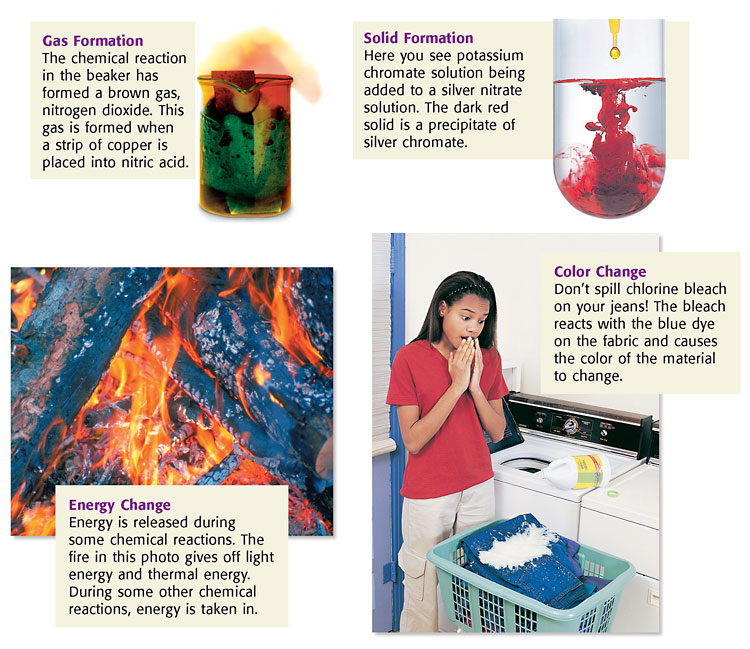 Gas Formation
The chemical reaction
in the beaker has
formed a brown gas,
nitrogen dioxide. This
gas is formed when
a strip of copper is
placed into nitric acid.
Solid Formation
Here you see potassium
chromate solution being
added to a silver nitrate
solution. The dark red
solid is a precipitate of
silver chromate.
Color Change
Don't spill chlorine bleach
on your jeans! The bleach
reacts with the blue dye
on the fabric and causes
the color of the material
to change.
Energy Change
Energy is released during
some chemical reactions. The
fire in this photo gives off light
energy and thermal energy.
During some other chemical
reactions, energy is taken in.